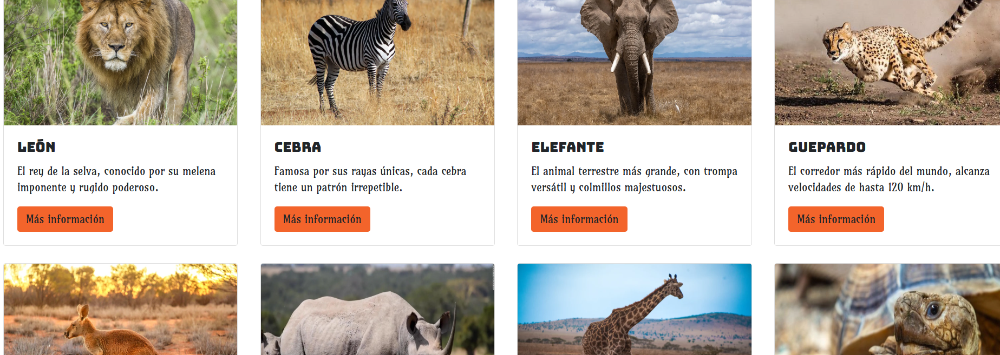 LEÓN
El rey de la selva, conocido por su melena
imponente y rugido poderoso.
Más información
CEBRA
Famosa por sus rayas únicas, cada cebra
tiene un patrón irrepetible.
Más información
ELEFANTE
El animal terrestre más grande, con trompa
versátil y colmillos majestuosos.
Más información
GUEPARDO
El corredor más rápido del mundo, alcanza
velocidades de hasta 120 km/h.
Más información